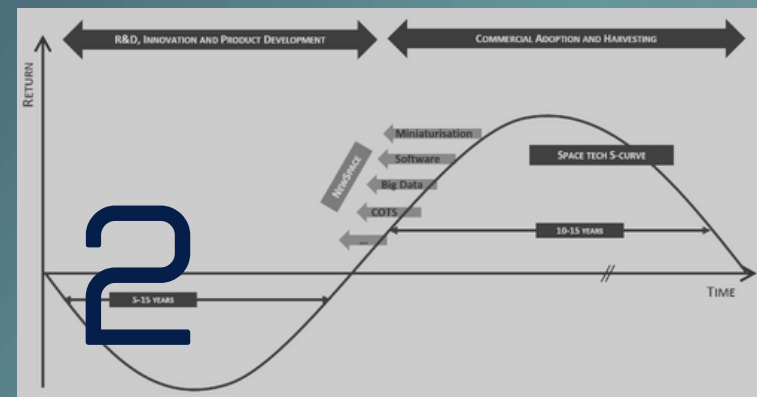 R&D, INNOVATION AND PRODUCT DEVELOPMENT
COMMERCIAL ADOPTION AND HARVESTING
RETURN
Miniaturisation
Software
NEWSPACE
Big Data
COTS
...
SPACE TECH S-CURVE
10-15 YEARS
2
5-15 YEARS
TIME